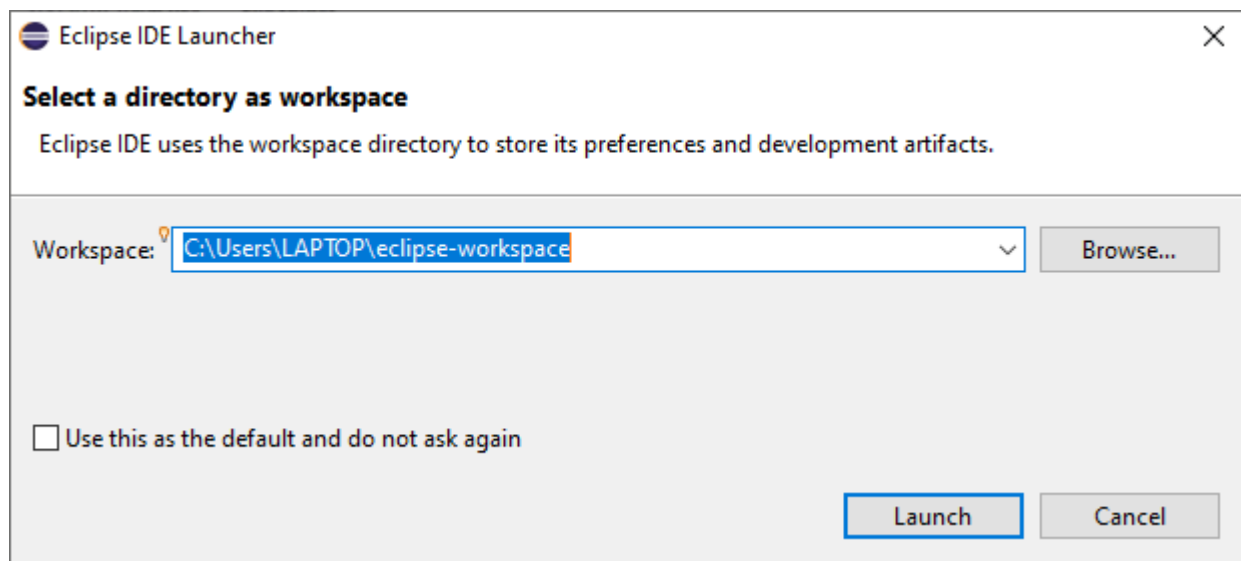 Eclipse IDE Launcher
Select a directory as workspace
Eclipse IDE uses the workspace directory to store its preferences and development artifacts.
Workspace: C:\Users\LAPTOP\eclipse-workspace Browse...
Use this as the default and do not ask again
Launch Cancel